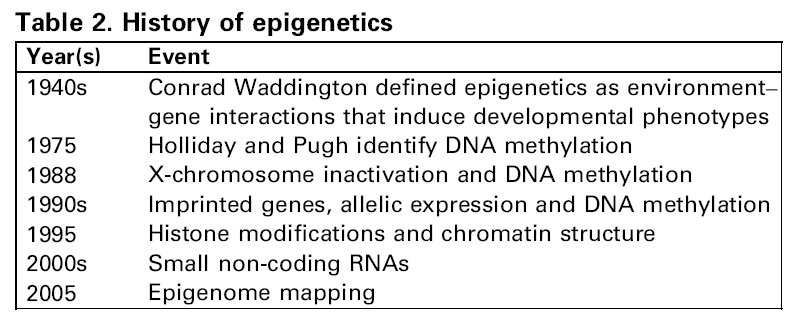 Table 2. History of epigenetics
Year(s) Event
1940s Conrad Waddington defined epigenetics as environment–
gene interactions that induce developmental phenotypes
1975 Holliday and Pugh identify DNA methylation
1988 X-chromosome inactivation and DNA methylation
1990s Imprinted genes, allelic expression and DNA methylation
1995 Histone modifications and chromatin structure
2000s Small non-coding RNAs
2005 Epigenome mapping